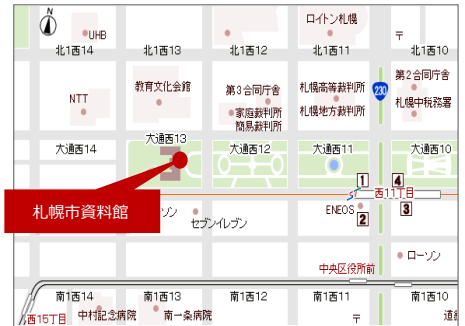 ロイトン札幌
UHB
〒
北1西14
北1西13
北1西12
北1西11
北1西10
第2合同庁舎
教育文化会館
第3合同庁舎
札幌高等裁判所
230
NTT
札幌中税務署
家庭裁判所
簡易裁判所
札幌地方裁判所
大通西13
大通西14
大通西12
大通西11
大通西10
1
4
西11丁目
札幌市資料館
ソン
セブンイレブン
ENEOS
2
3
ローソン
中央区役所前
南1西14
南1西13
南1西12
南1西11
南1西10
西15丁目
中村記念病院
南一条病院
〒